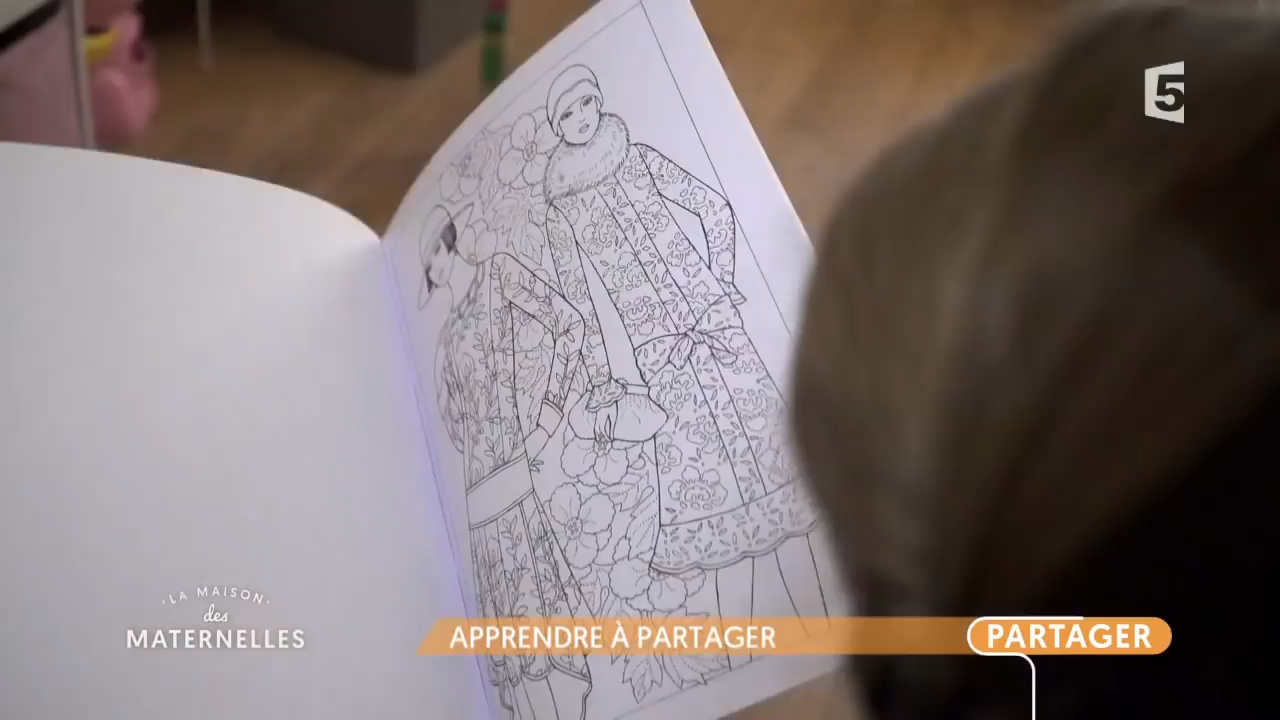 5
LA MAISON
des
MATERNELLES
APPRENDRE À PARTAGER
PARTAGER